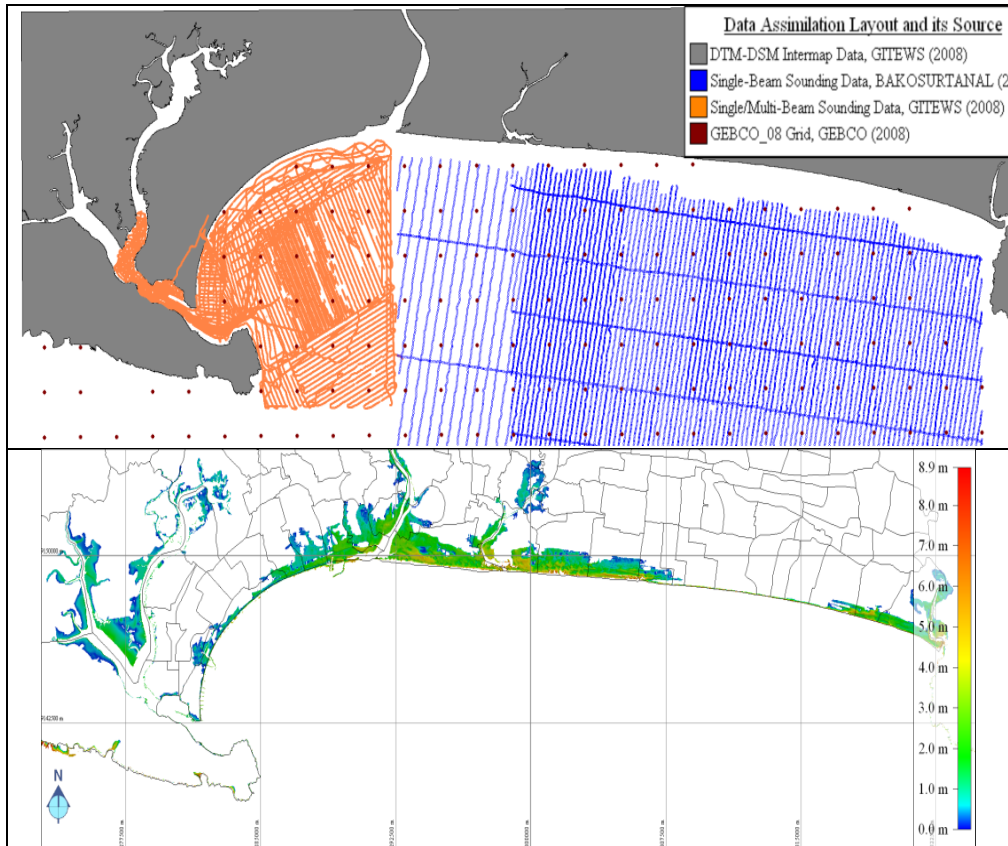 Data Assimilation Layout and its Source
DTM-DSM Intermap Data, GITEWS (2008)
Single-Beam Sounding Data, BAKOSURTANAL (2
Single/Multi-Beam Sounding Data, GITEWS (2008)
GEBCO_08 Grid, GEBCO (2008)
8.9 m
8.0 m
7.0 m
6.0 m
5.0 m
4.0 m
3.0 m
2.0 m
1.0 m
0.0 m
N